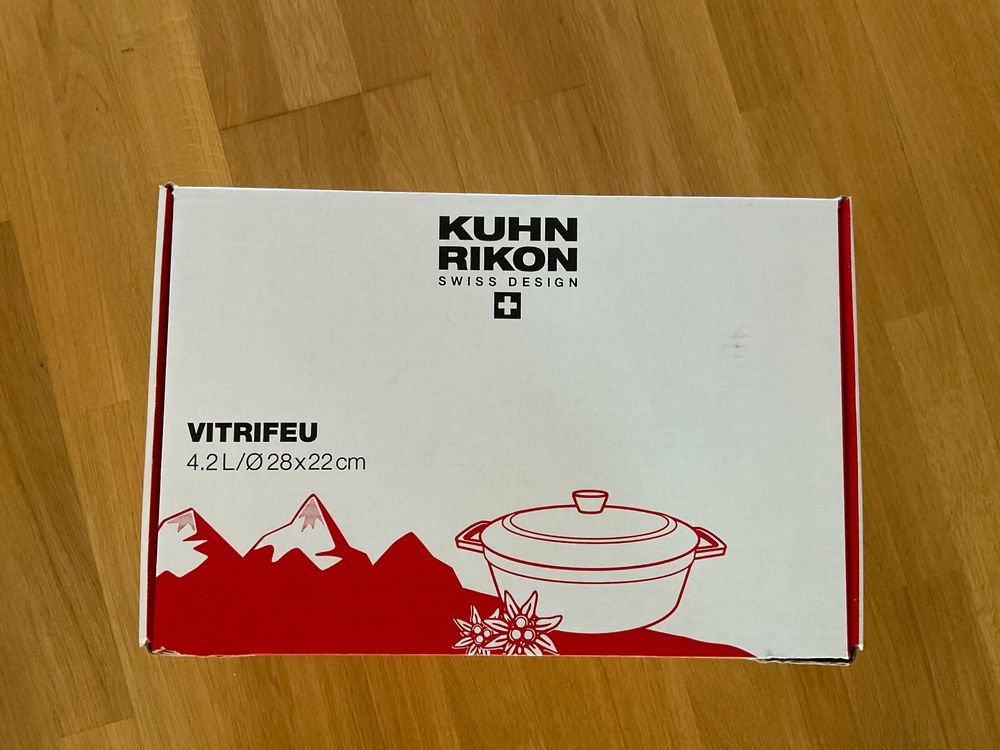 KUHN
RIKON
SWISS DESIGN
VITRIFEU
4.2 L/Ø 28x22 cm